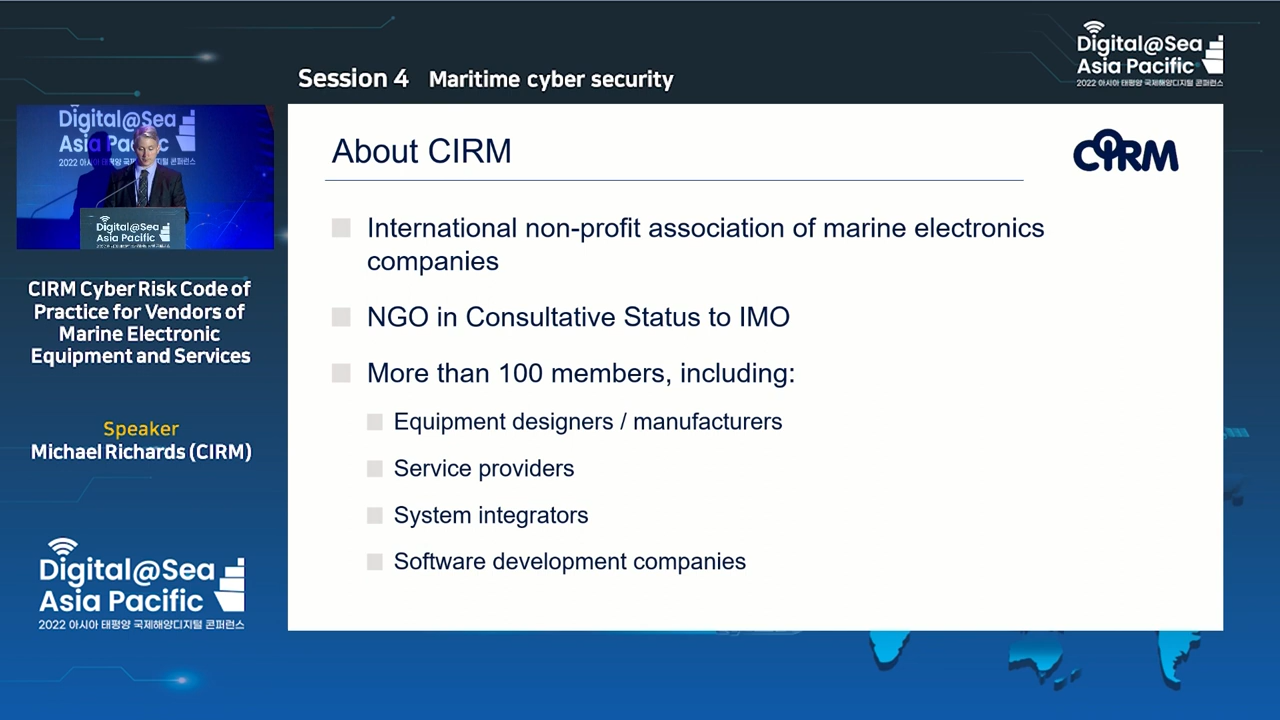 Session 4 Maritime cyber security
Digital@Sea
Asia Pacific
2022 아시아 태평양 국제해양디지털 콘퍼런스
Digital@Sea
Asia Pacific
2022 아시아 태평양 국제해양디지털 콘퍼런스
Digital@Sea
Asia Pacific
CIRM Cyber Risk Code of
Practice for Vendors of
Marine Electronic
Equipment and Services
Speaker
Michael Richards (CIRM)
Digital@Sea
Asia Pacific
2022 아시아 태평양 국제해양디지털 콘퍼런스
About CIRM
CIRM
International non-profit association of marine electronics
companies
NGO in Consultative Status to IMO
More than 100 members, including:
Equipment designers / manufacturers
Service providers
System integrators
Software development companies